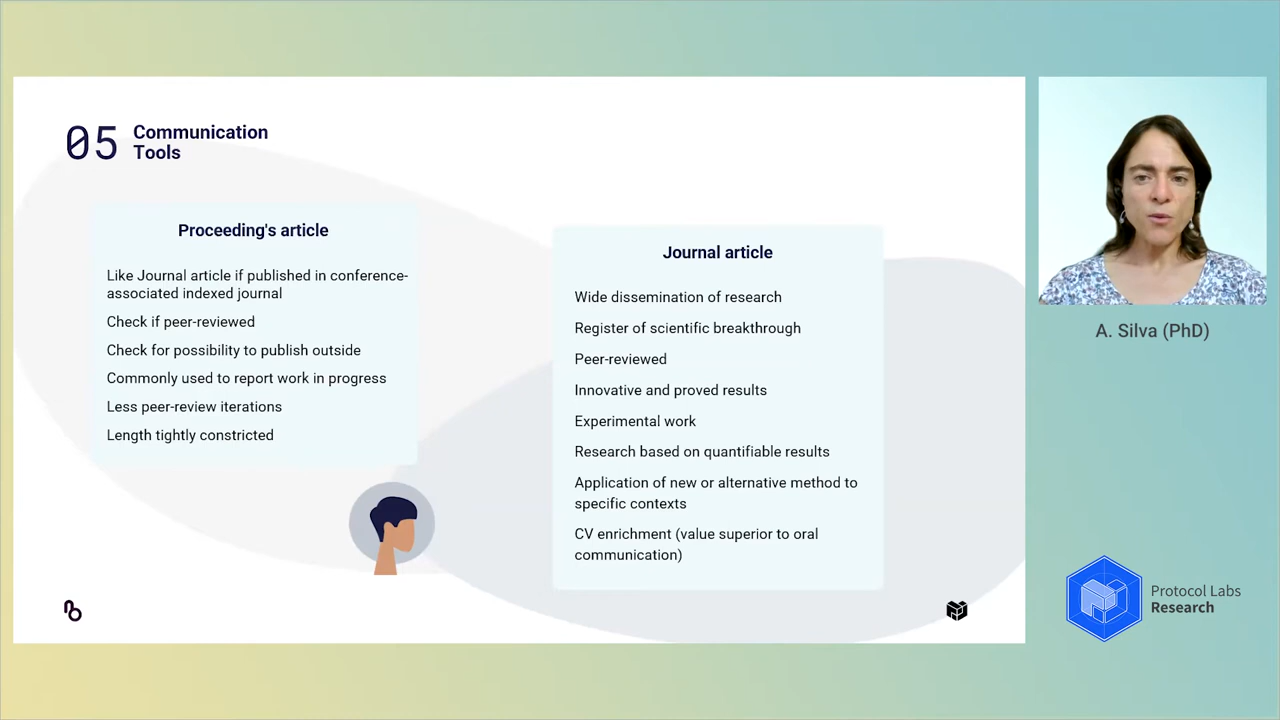 05 Communication
Tools
Proceeding's article
Like Journal article if published in conference-
associated indexed journal
Check if peer-reviewed
Check for possibility to publish outside
Commonly used to report work in progress
Less peer-review iterations
Length tightly constricted
Journal article
Wide dissemination of research
Register of scientific breakthrough
Peer-reviewed
Innovative and proved results
Experimental work
Research based on quantifiable results
Application of new or alternative method to
specific contexts
CV enrichment (value superior to oral
communication)
A. Silva (PhD)
Protocol Labs
Research